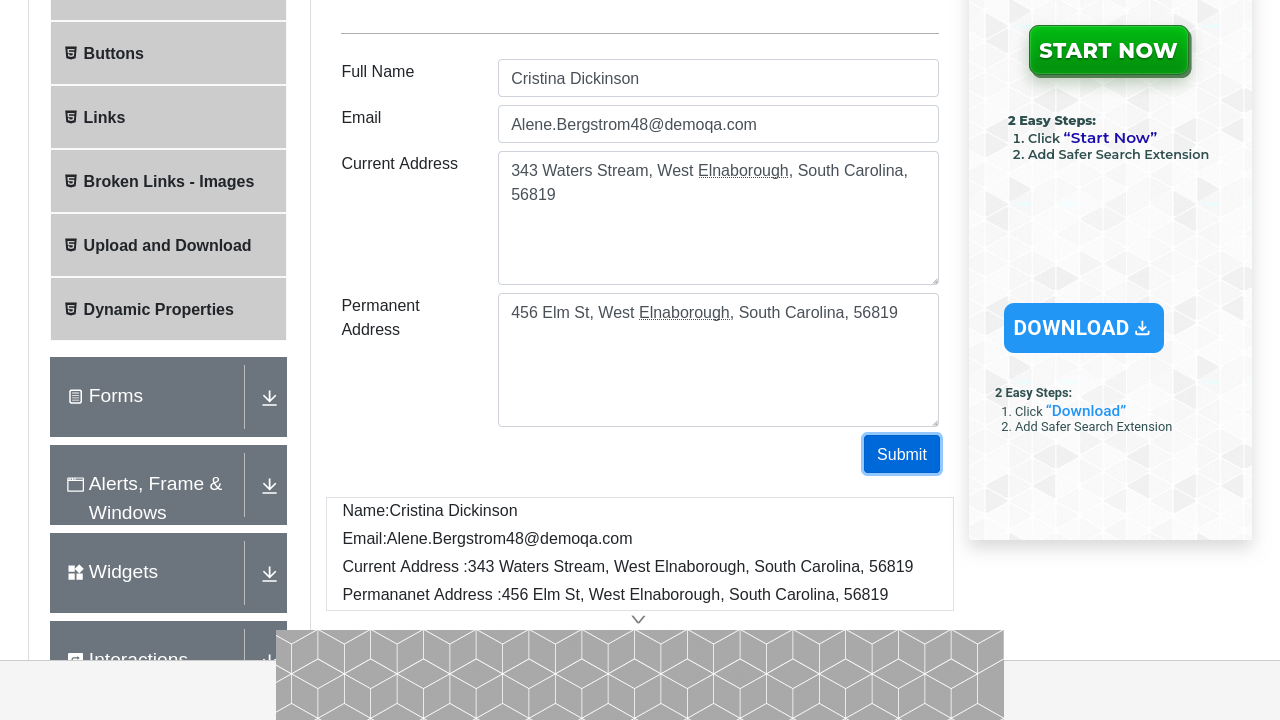 Buttons
Links
Broken Links - Images
Upload and Download
Dynamic Properties
Forms
Alerts, Frame &
Windows
Widgets
Interactions
Full Name
Cristina Dickinson
Email
Alene.Bergstrom48@demoqa.com
Current Address
343 Waters Stream, West Elnaborough, South Carolina,
56819
Permanent
Address
456 Elm St, West Elnaborough, South Carolina, 56819
Submit
Name:Cristina Dickinson
Email:Alene.Bergstrom48@demoqa.com
Current Address :343 Waters Stream, West Elnaborough, South Carolina, 56819
Permananet Address :456 Elm St, West Elnaborough, South Carolina, 56819
START NOW
2 Easy Steps:
1. Click “Start Now”
2. Add Safer Search Extension
DOWNLOAD
2 Easy Steps:
1. Click “Download”
2. Add Safer Search Extension